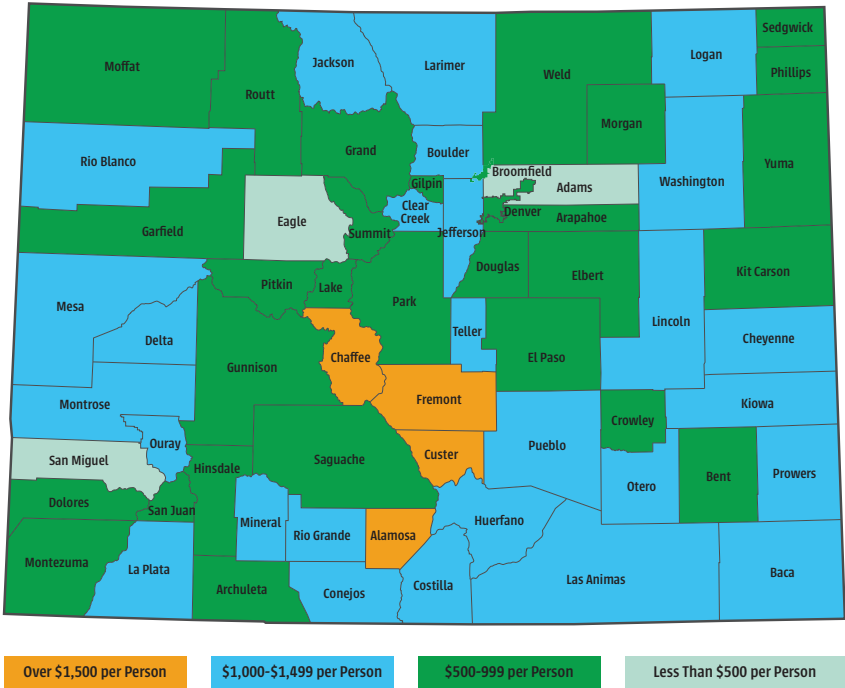 Sedgwick
Moffat
Jackson
Larimer
Logan
Weld
Phillips
Routt
Morgan
Grand
Boulder
Rio Blanco
Yuma
Broomfield
Gilpin
Adams
Washington
Clear
Creek
Denver
Arapahoe
Eagle
Garfield
Summit
Jefferson
Douglas
Elbert
Kit Carson
Pitkin
Lake
Park
Mesa
Lincoln
Teller
Cheyenne
Delta
Chaffee
El Paso
Gunnison
Fremont
Montrose
Kiowa
Crowley
Ouray
Pueblo
Custer
San Miguel
Saguache
Hinsdale
Bent
Prowers
Otero
Dolores
San Juan
Mineral
Huerfano
Rio Grande
Alamosa
Montezuma
La Plata
Las Animas
Baca
Archuleta
Conejos
Costilla
Over $1,500 per Person
$1,000-$1,499 per Person
$500-999 per Person
Less Than $500 per Person